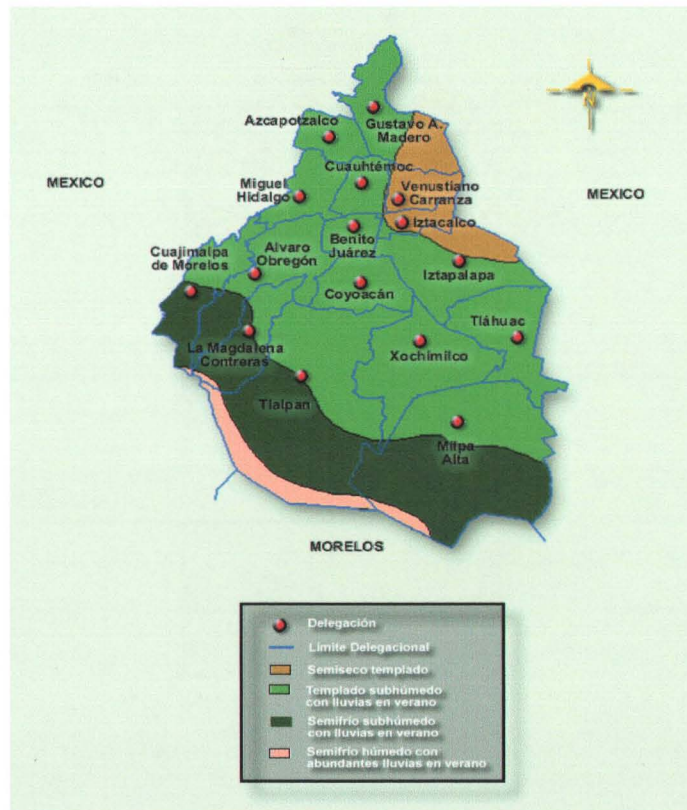 Azcapotzalco
Gustavo A.
Madero
N
Cuauhtémoc
MEXICO
Miguel
Hidalgo
Venustiano
Carranza
MEXICO
Iztacalco
Cuajimalpa
de Morelos
Alvaro
Obregón
Benito
Juárez
Iztapalapa
Coyoacán
Tláhuac
La Magdalena
Contreras
Xochimilco
Tlalpan
Milpa
Alta
MORELOS
Delegación
Límite Delegacional
Semiseco templado
Templado subhúmedo
con lluvias en verano
Semifrío subhúmedo
con lluvias en verano
Semifrío húmedo con
abundantes lluvias en verano